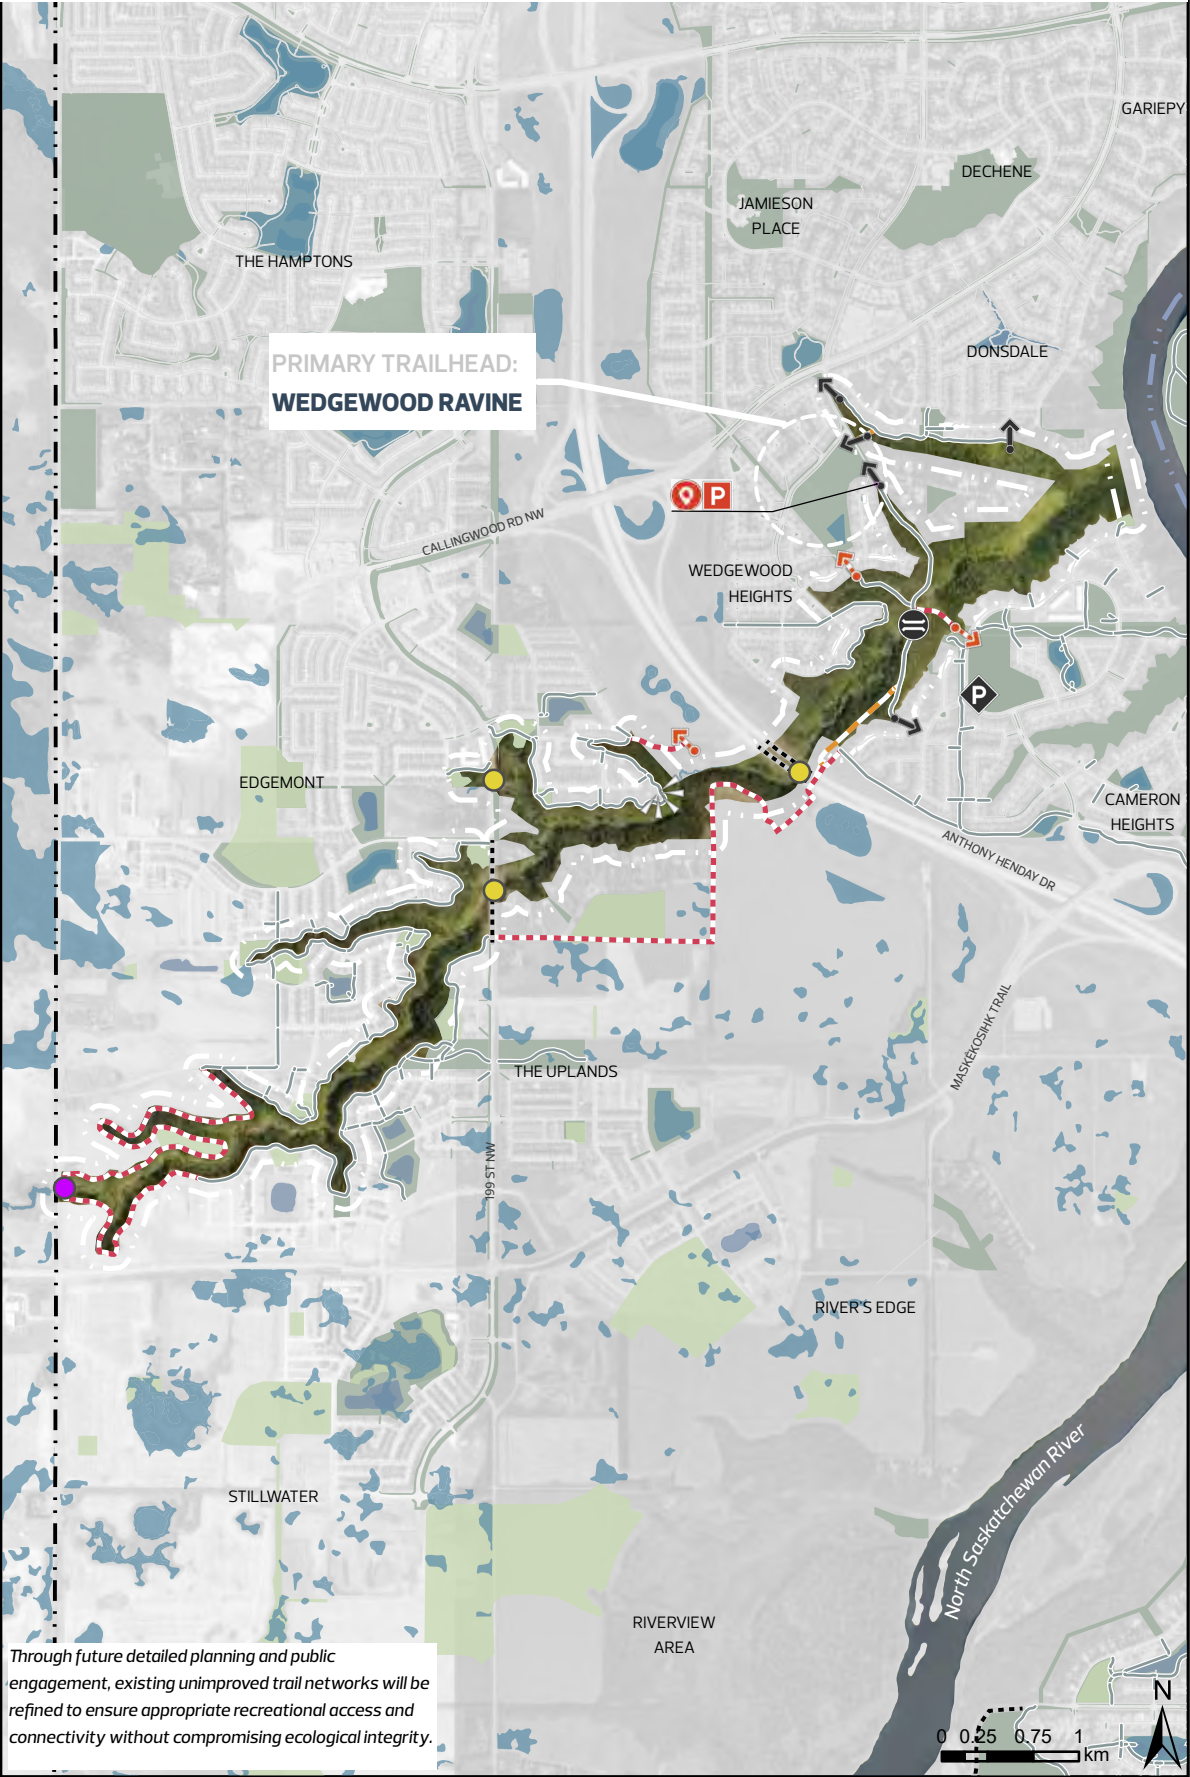 GARIEPY
DECHENE
JAMIESON
PLACE
THE HAMPTONS
DONSDALE
PRIMARY TRAILHEAD:
WEDGEWOOD RAVINE
P
CALLINGWOOD RD NW
WEDGEWOOD
HEIGHTS
P
EDGEMONT
CAMERON
HEIGHTS
ANTHONY HENDAY DR
MASKÊKOSIHK TRAIL
THE UPLANDS
199 ST NW
RIVER'S EDGE
STILLWATER
North Saskatchewan River
RIVERVIEW
AREA
Through future detailed planning and public
engagement, existing unimproved trail networks will be
refined to ensure appropriate recreational access and
connectivity without compromising ecological integrity.
N
0 0.25 0.75 1
km